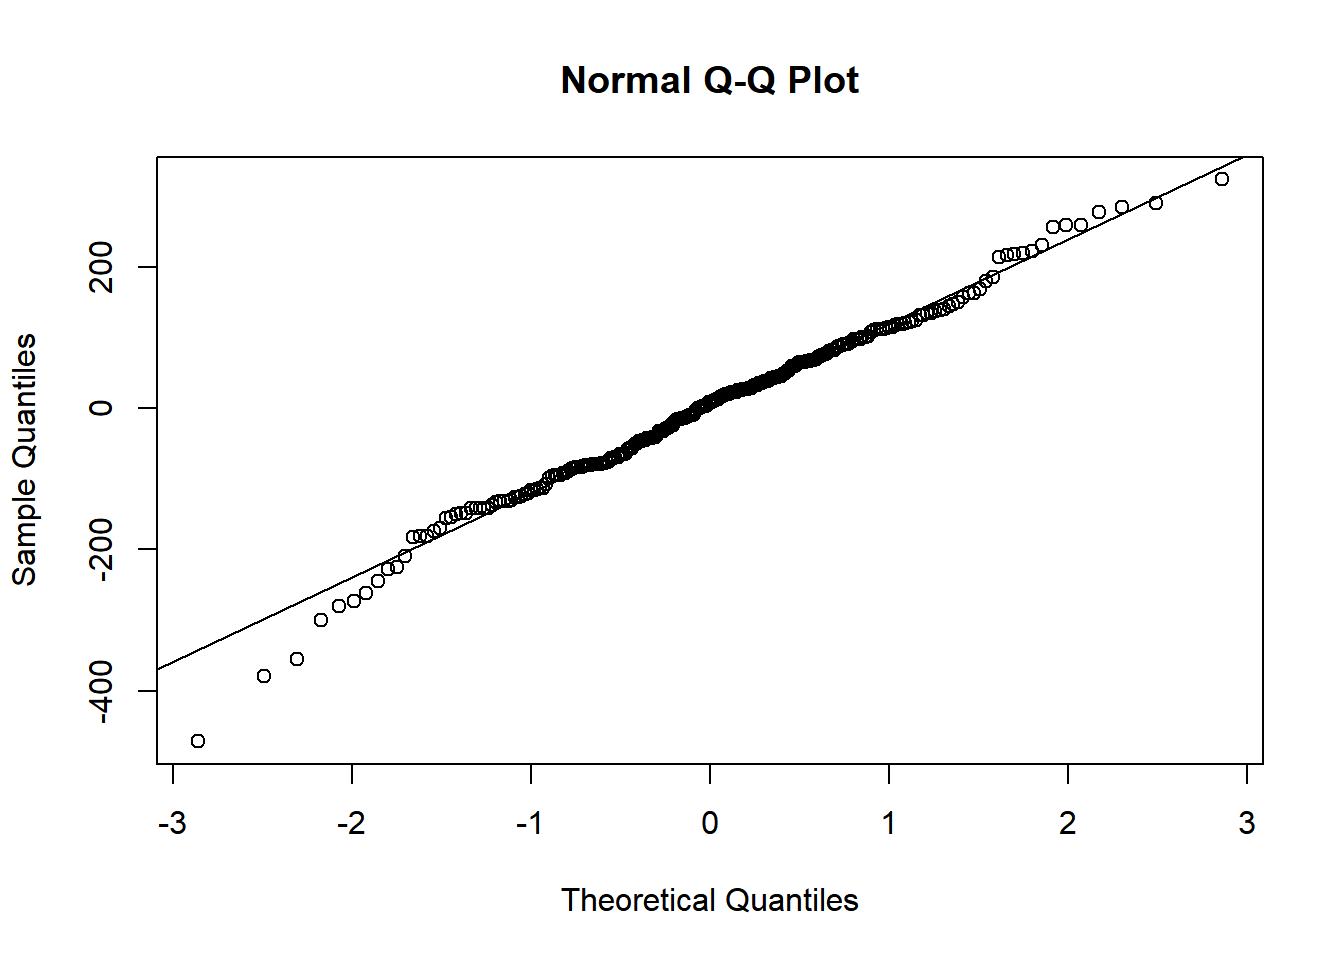 Normal Q-Q Plot
Sample Quantiles
200
0
-200
-400
-3 -2 -1 0 1 2 3
Theoretical Quantiles